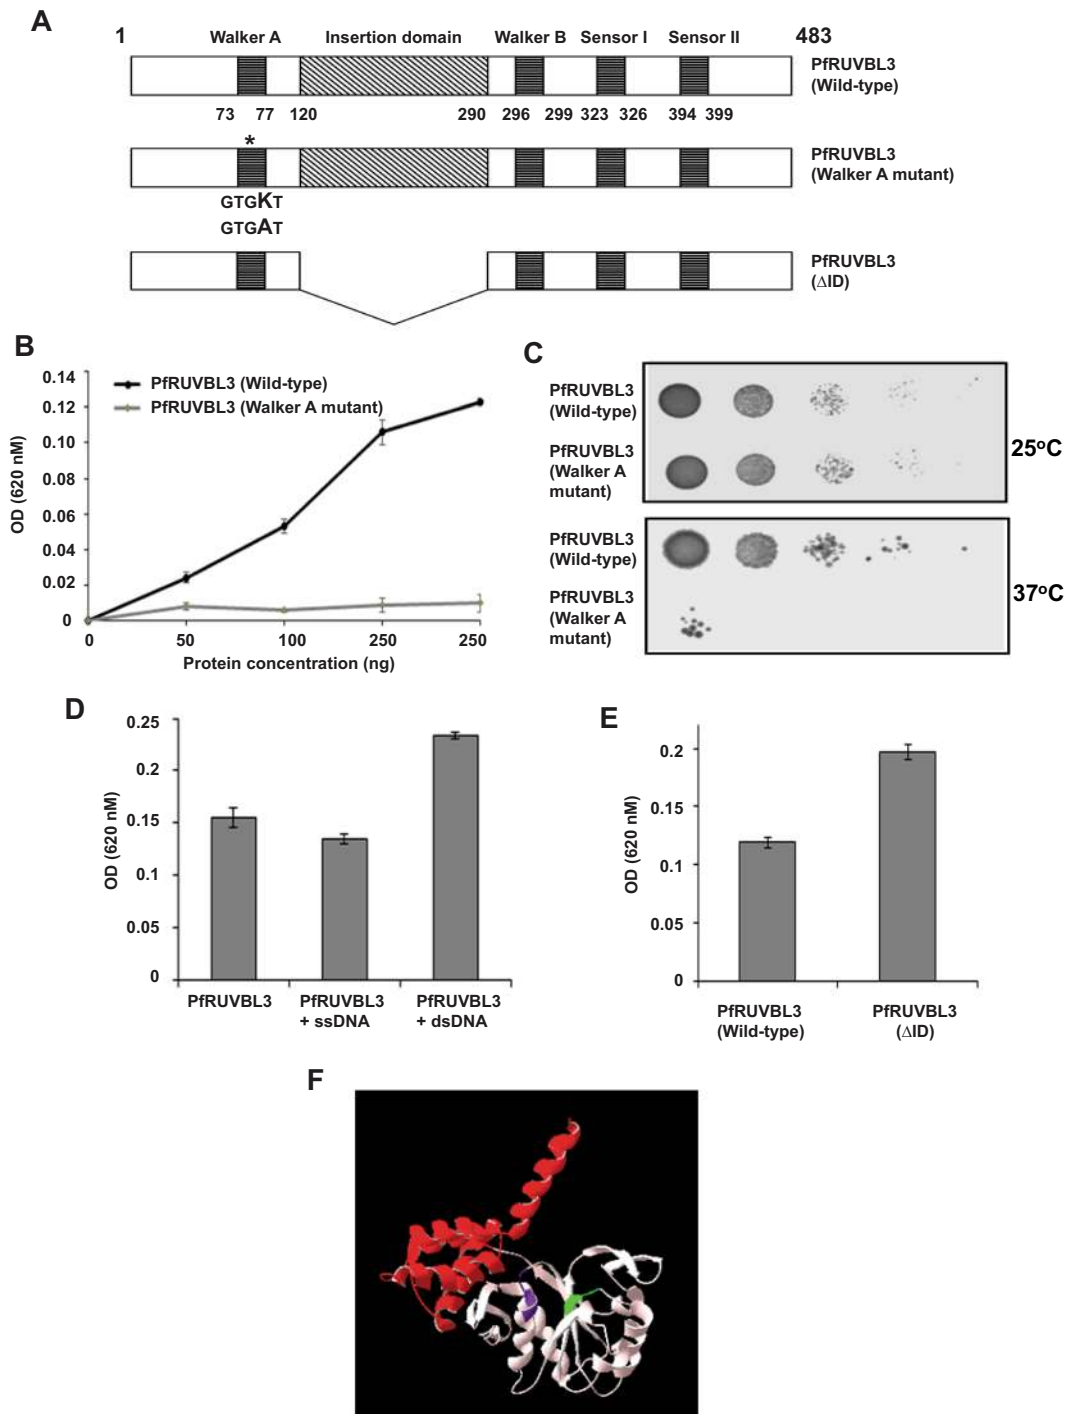 A
1 Walker A Insertion domain Walker B Sensor I Sensor II 483
PfRUVBL3
(Wild-type)
73 77 120 290 296 299 323 326 394 399
*
PfRUVBL3
(Walker A mutant)
GTGKT
GTGAT
PfRUVBL3
(ΔID)
B
PfRUVBL3 (Wild-type)
PfRUVBL3 (Walker A mutant)
0.14
0.12
0.10
0.08
0.06
0.04
0.02
0
OD (620 nM)
0 50 100 250 250
Protein concentration (ng)
C
PfRUVBL3
(Wild-type)
PfRUVBL3
(Walker A
mutant)
25°C
PfRUVBL3
(Wild-type)
PfRUVBL3
(Walker A
mutant)
37°C
D
0.25
0.2
0.15
0.1
0.05
0
OD (620 nM)
PfRUVBL3
PfRUVBL3
+ ssDNA
PfRUVBL3
+ dsDNA
E
0.2
0.15
0.1
0.05
0
OD (620 nM)
PfRUVBL3
(Wild-type)
PfRUVBL3
(ΔID)
F